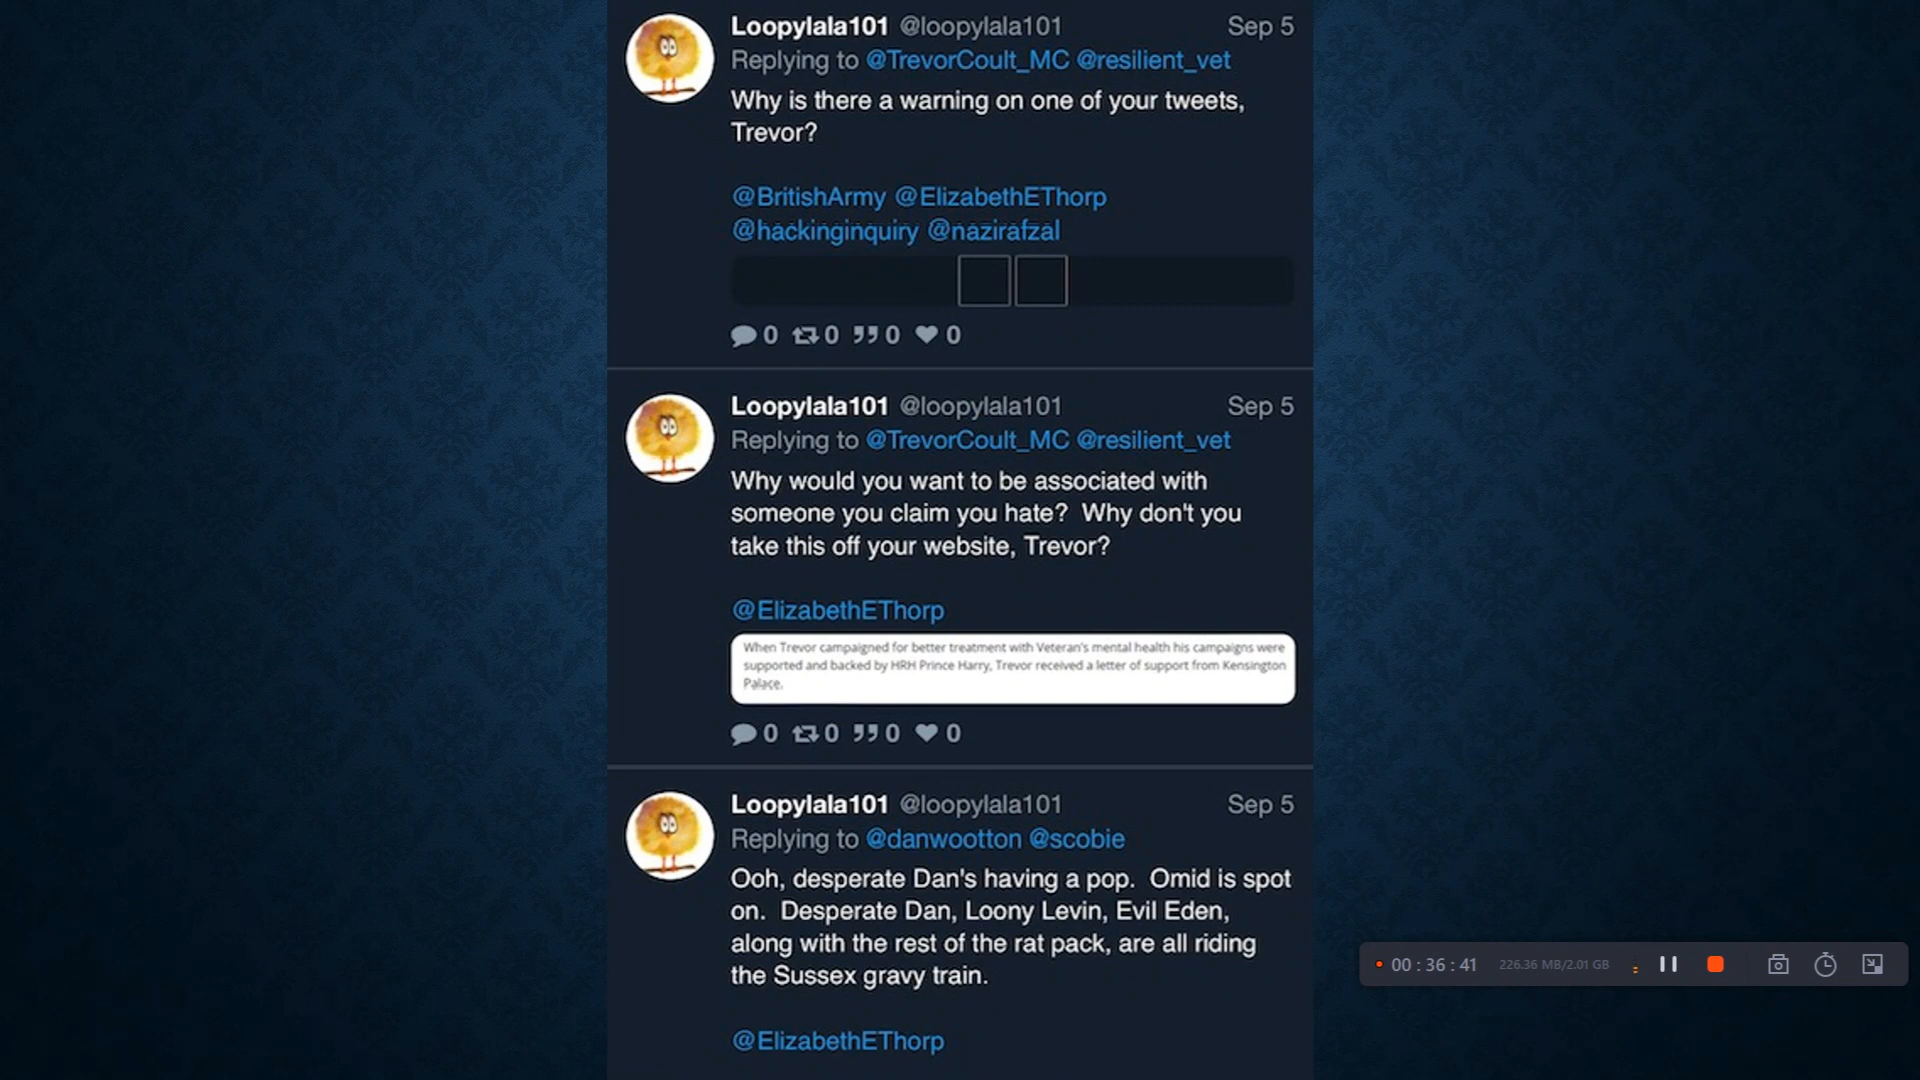 Loopylala101 @loopylala101 Sep 5
Replying to @TrevorCoult_MC @resilient_vet
Why is there a warning on one of your tweets,
Trevor?
@BritishArmy @ElizabethEThorp
@hackinginquiry @nazirafzal
0 0 0 0
Loopylala101 @loopylala101 Sep 5
Replying to @TrevorCoult_MC @resilient_vet
Why would you want to be associated with
someone you claim you hate?  Why don't you
take this off your website, Trevor?
@ElizabethEThorp
When Trevor campaigned for better treatment with Veteran's mental health his campaigns were
supported and backed by HRH Prince Harry, Trevor received a letter of support from Kensington
Palace.
0 0 0 0
Loopylala101 @loopylala101 Sep 5
Replying to @danwootton @scobie
Ooh, desperate Dan's having a pop.  Omid is spot
on.  Desperate Dan, Loony Levin, Evil Eden,
along with the rest of the rat pack, are all riding
the Sussex gravy train.
@ElizabethEThorp
00 : 36 : 41 226.36 MB/2.01 GB